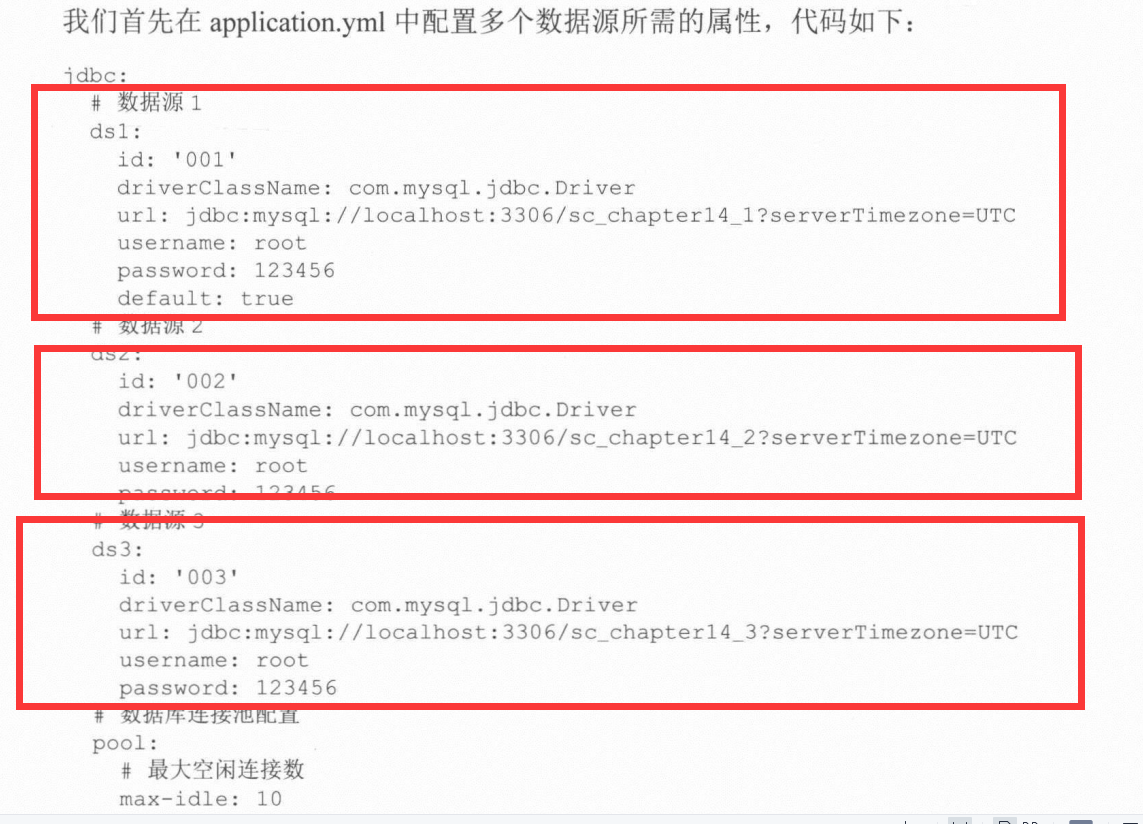 我们首先在 application.yml 中配置多个数据源所需的属性，代码如下：
jdbc:
# 数据源 1
ds1:
id: '001'
driverClassName: com.mysql.jdbc.Driver
url: jdbc:mysql://localhost:3306/sc_chapter14_1?serverTimezone=UTC
username: root
password: 123456
default: true
# 数据源 2
ds2:
id: '002'
driverClassName: com.mysql.jdbc.Driver
url: jdbc:mysql://localhost:3306/sc_chapter14_2?serverTimezone=UTC
username: root
password: 123456
# 数据源 3
ds3:
id: '003'
driverClassName: com.mysql.jdbc.Driver
url: jdbc:mysql://localhost:3306/sc_chapter14_3?serverTimezone=UTC
username: root
password: 123456
# 数据库连接池配置
pool:
# 最大空闲连接数
max-idle: 10